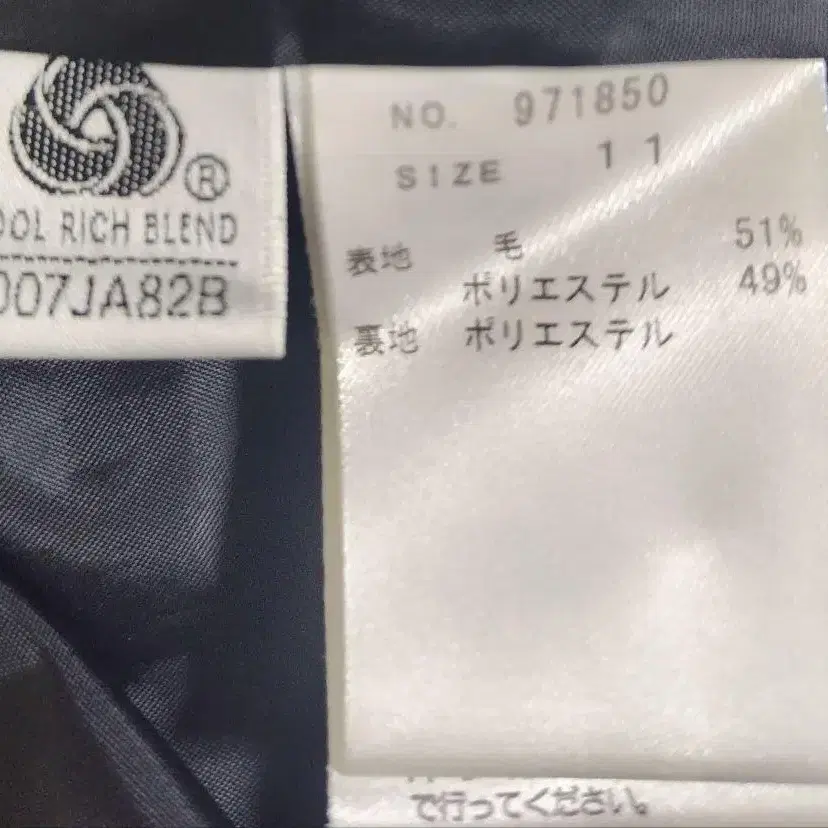 ®
RICH BLEND
007JA82B
NO. 971850
SIZE 11
表地 毛 51%
ポリエステル 49%
裏地 ポリエステル
で行ってください。